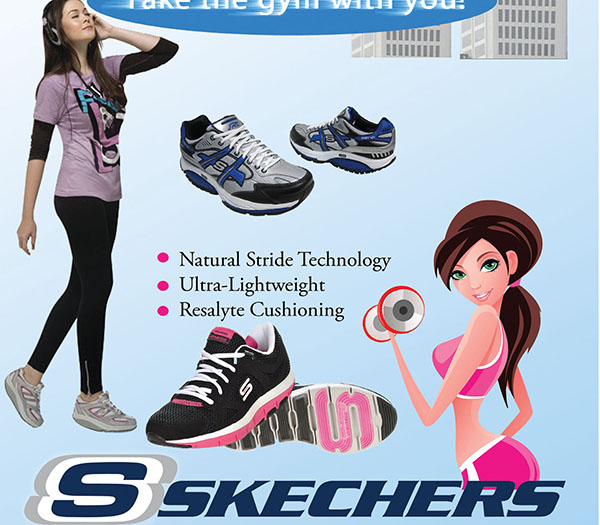 Take the gym with you!
Natural Stride Technology
Ultra-Lightweight
Resalyte Cushioning
S SKECHERS